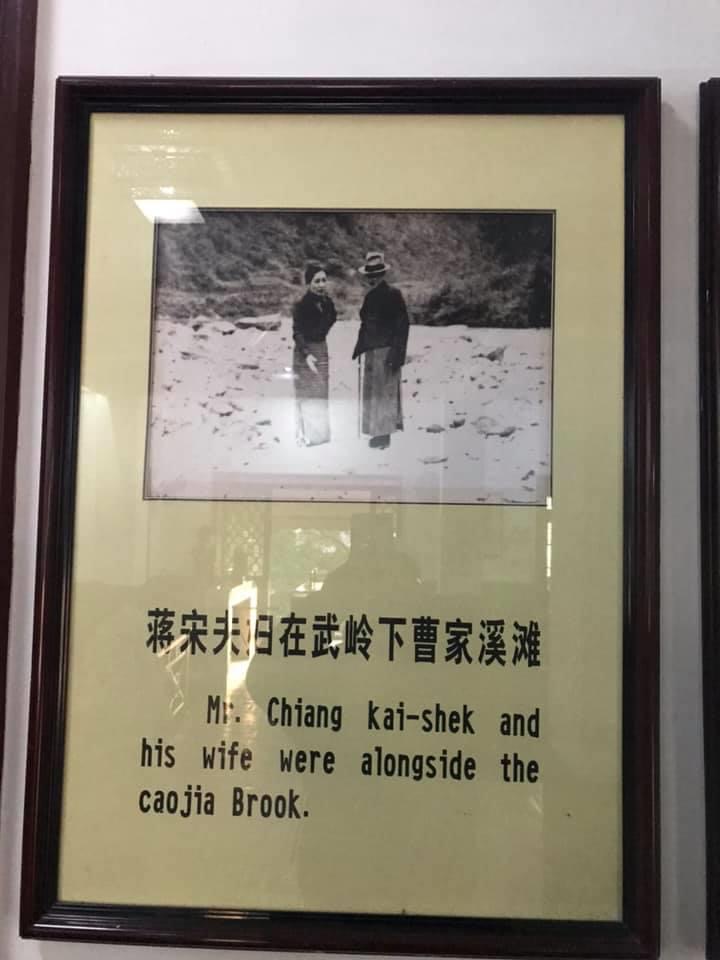 蒋宋夫妇在武岭下曹家溪滩
Mr. Chiang kai-shek and
his wife were alongside the
caojia Brook.